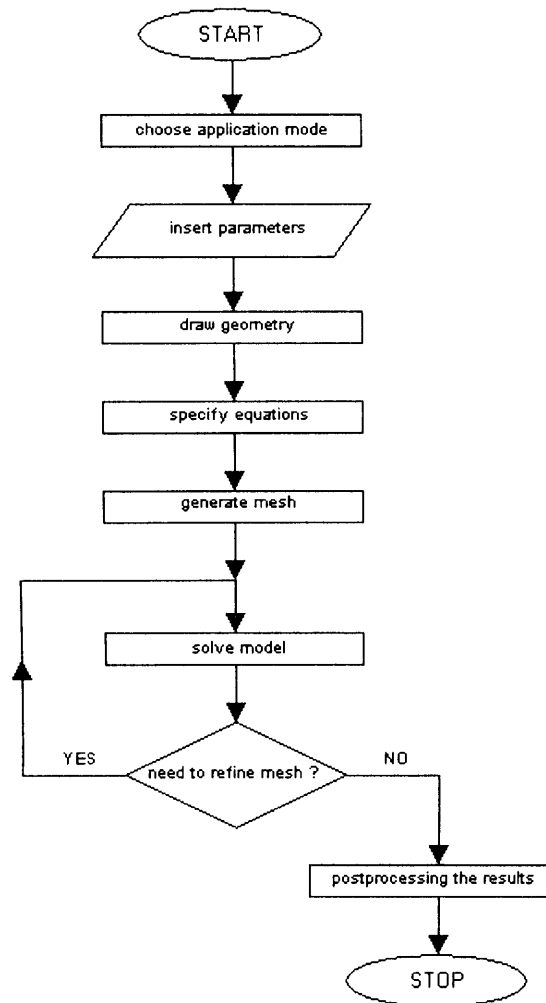 START
choose application mode
insert parameters
draw geometry
specify equations
generate mesh
solve model
need to refine mesh ?
YES
NO
postprocessing the results
STOP